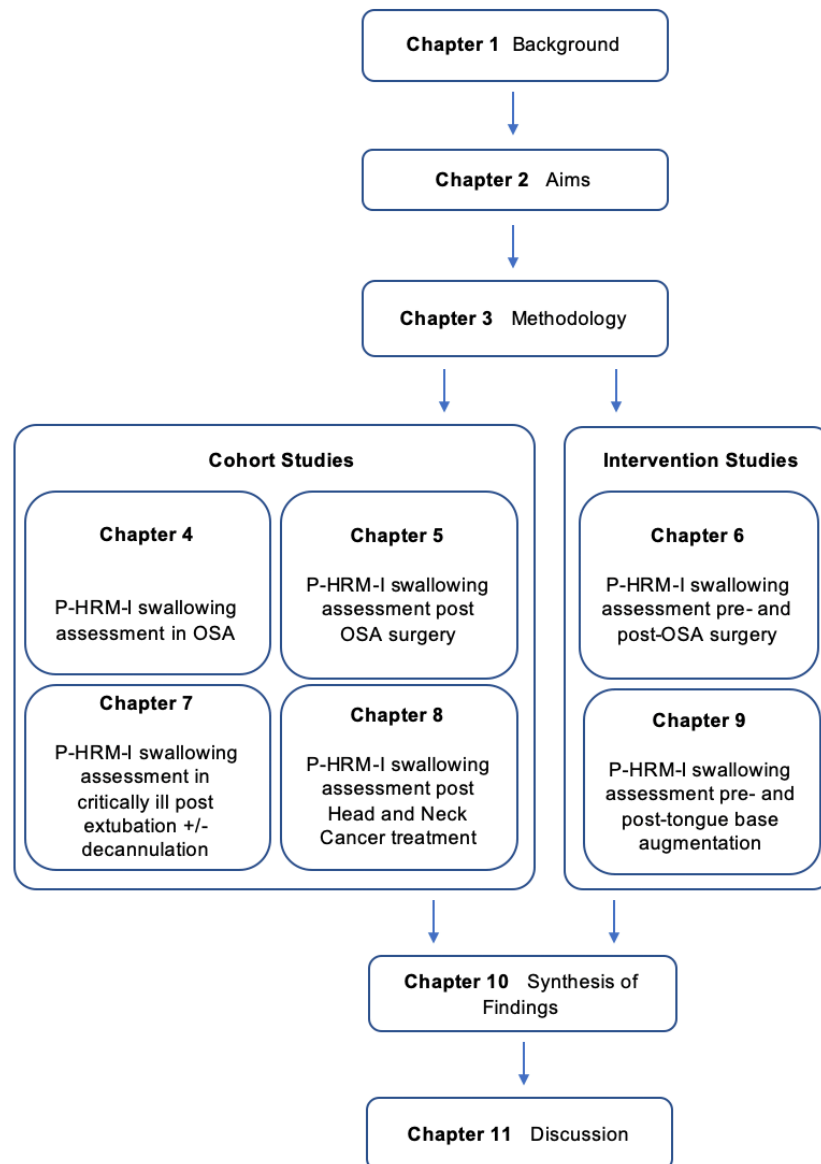 Chapter 1 Background
Chapter 2 Aims
Chapter 3 Methodology
Cohort Studies
Chapter 4
P-HRM-I swallowing
assessment in OSA
Chapter 5
P-HRM-I swallowing
assessment post
OSA surgery
Chapter 7
P-HRM-I swallowing
assessment in
critically ill post
extubation +/-
decannulation
Chapter 8
P-HRM-I swallowing
assessment post
Head and Neck
Cancer treatment
Intervention Studies
Chapter 6
P-HRM-I swallowing
assessment pre- and
post-OSA surgery
Chapter 9
P-HRM-I swallowing
assessment pre- and
post-tongue base
augmentation
Chapter 10 Synthesis of
Findings
Chapter 11 Discussion